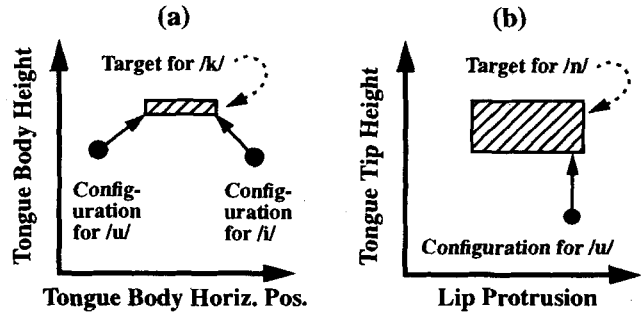 (a)
Target for /k/
Tongue Body Height
Config-
uration
for /u/
Config-
uration
for /i/
Tongue Body Horiz. Pos.
(b)
Target for /n/
Tongue Tip Height
Configuration for /u/
Lip Protrusion